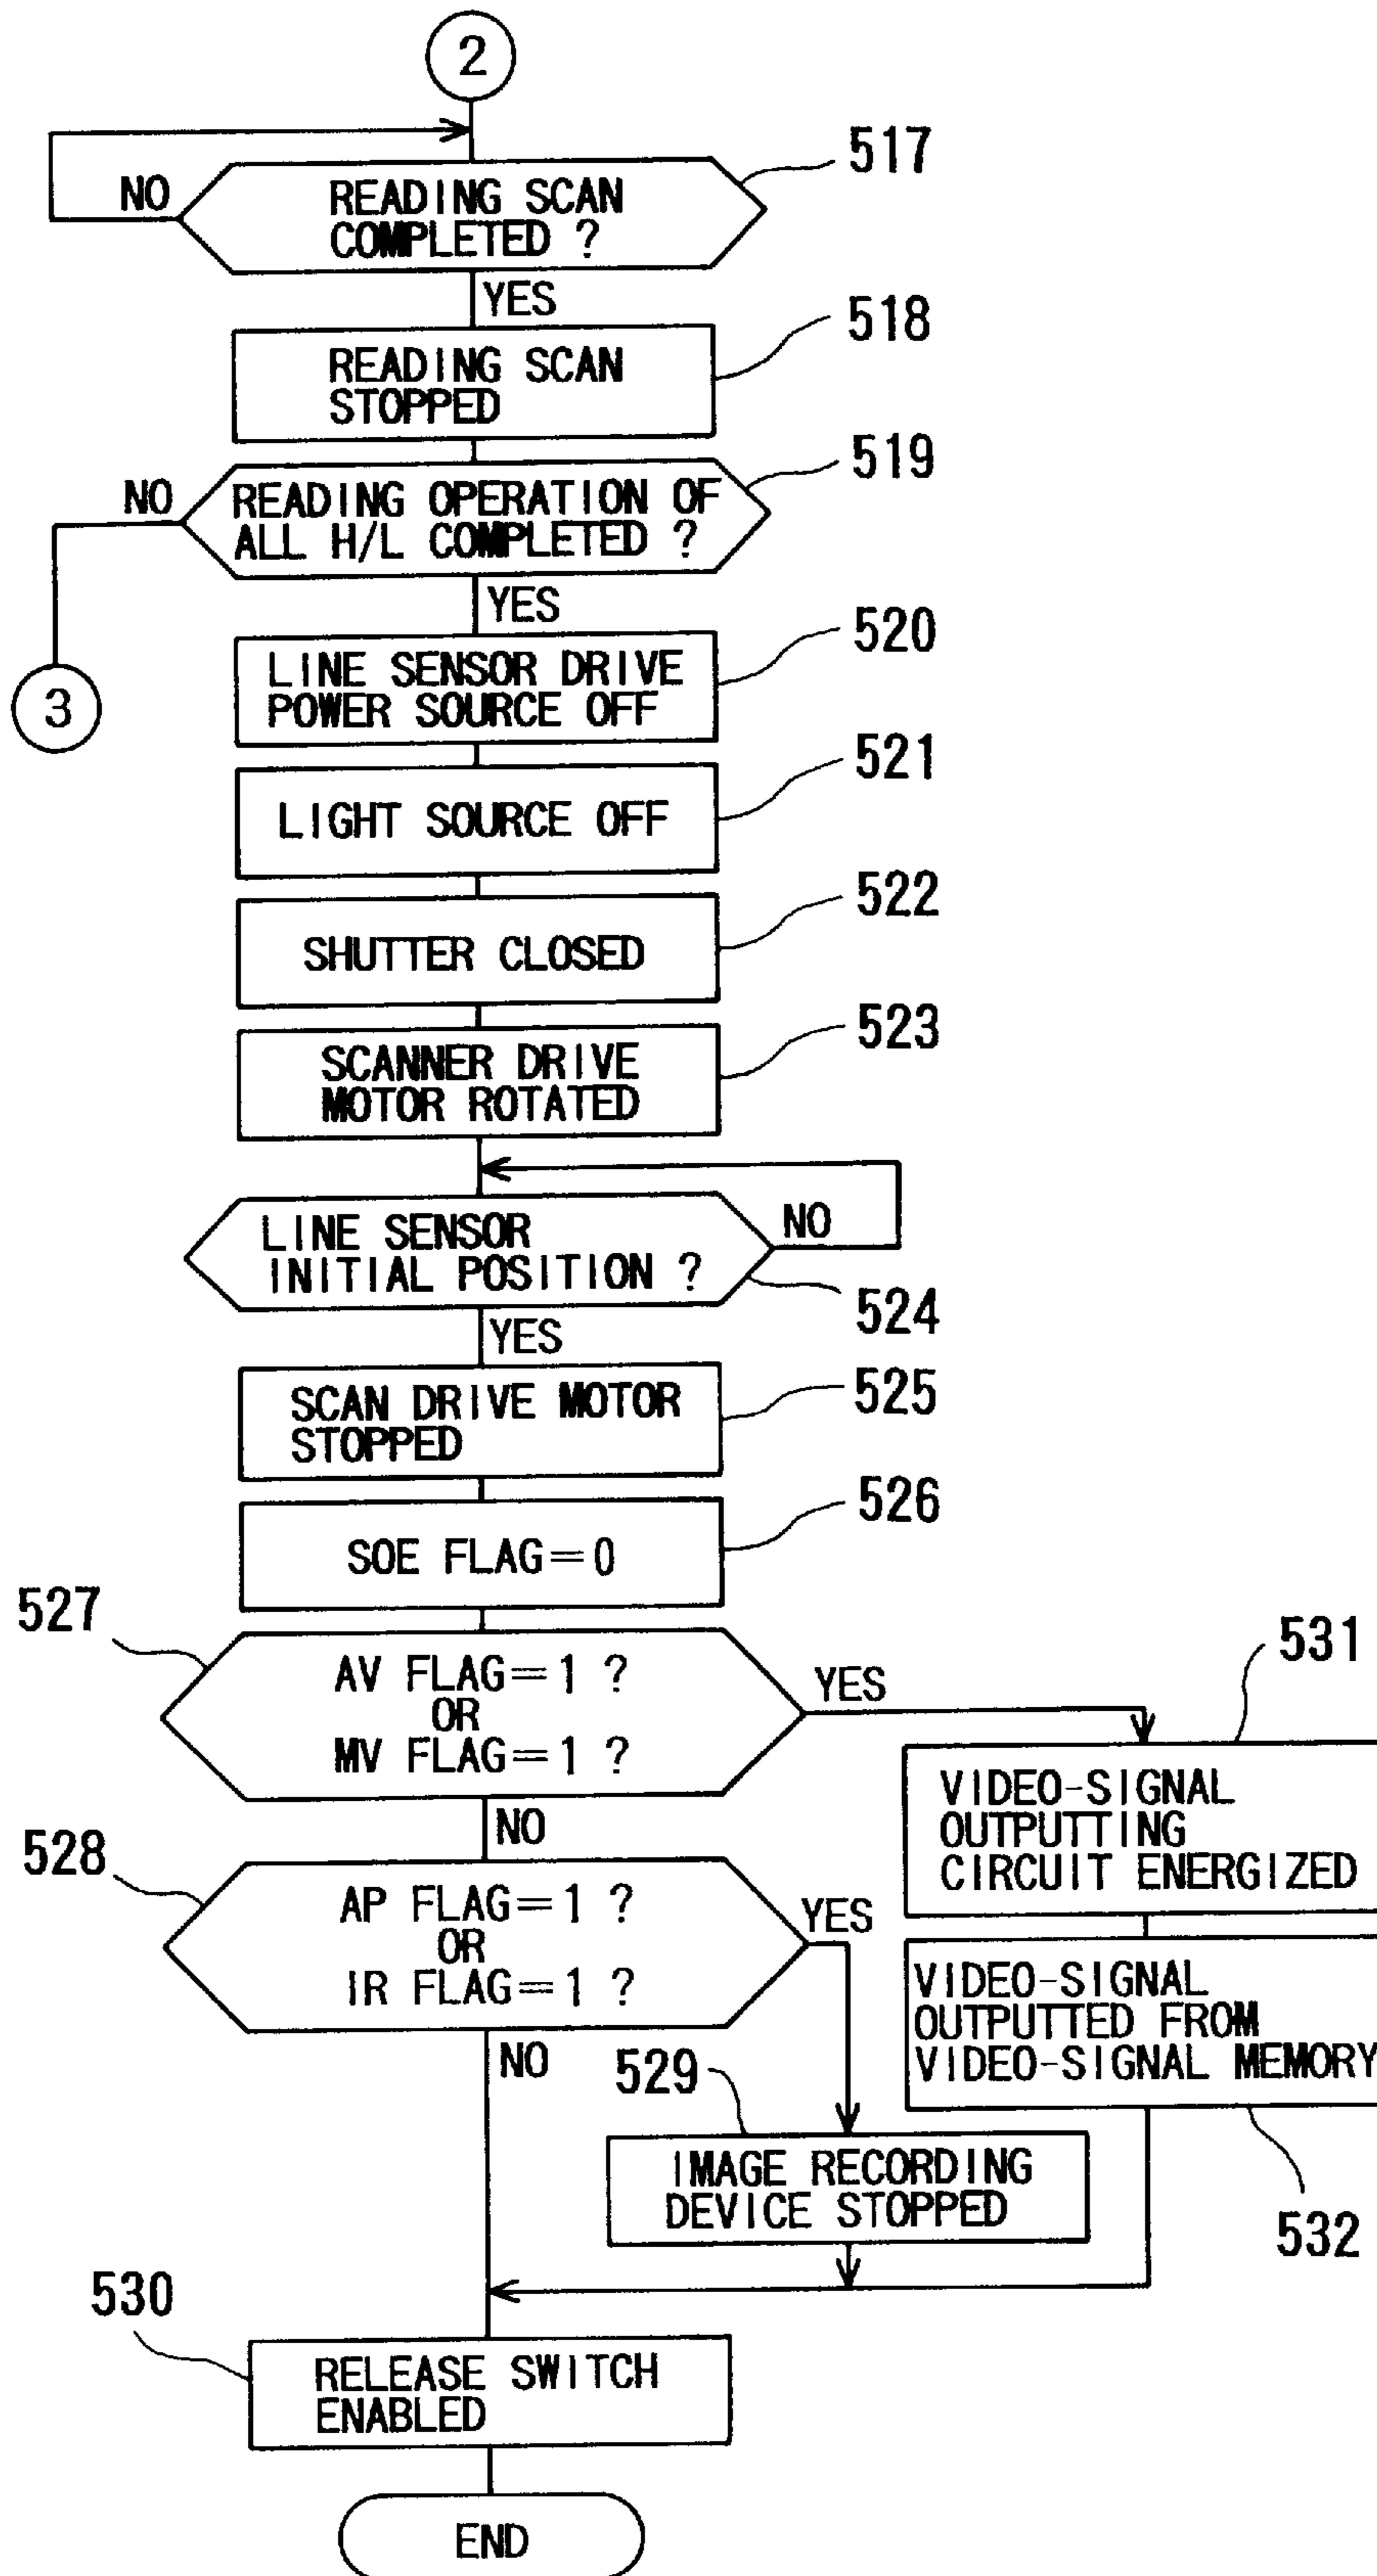 2
517
NO
READING SCAN
COMPLETED ?
YES
518
READING SCAN
STOPPED
519
NO
READING OPERATION OF
ALL H/L COMPLETED ?
YES
3
520
LINE SENSOR DRIVE
POWER SOURCE OFF
521
LIGHT SOURCE OFF
522
SHUTTER CLOSED
523
SCANNER DRIVE
MOTOR ROTATED
LINE SENSOR
INITIAL POSITION ?
NO
524
YES
525
SCAN DRIVE MOTOR
STOPPED
526
SOE FLAG=0
527
AV FLAG=1 ?
OR
MV FLAG=1 ?
YES
531
VIDEO-SIGNAL
OUTPUTTING
CIRCUIT ENERGIZED
NO
528
AP FLAG=1 ?
OR
IR FLAG=1 ?
YES
VIDEO-SIGNAL
OUTPUTTED FROM
VIDEO-SIGNAL MEMORY
532
NO
529
IMAGE RECORDING
DEVICE STOPPED
530
RELEASE SWITCH
ENABLED
END